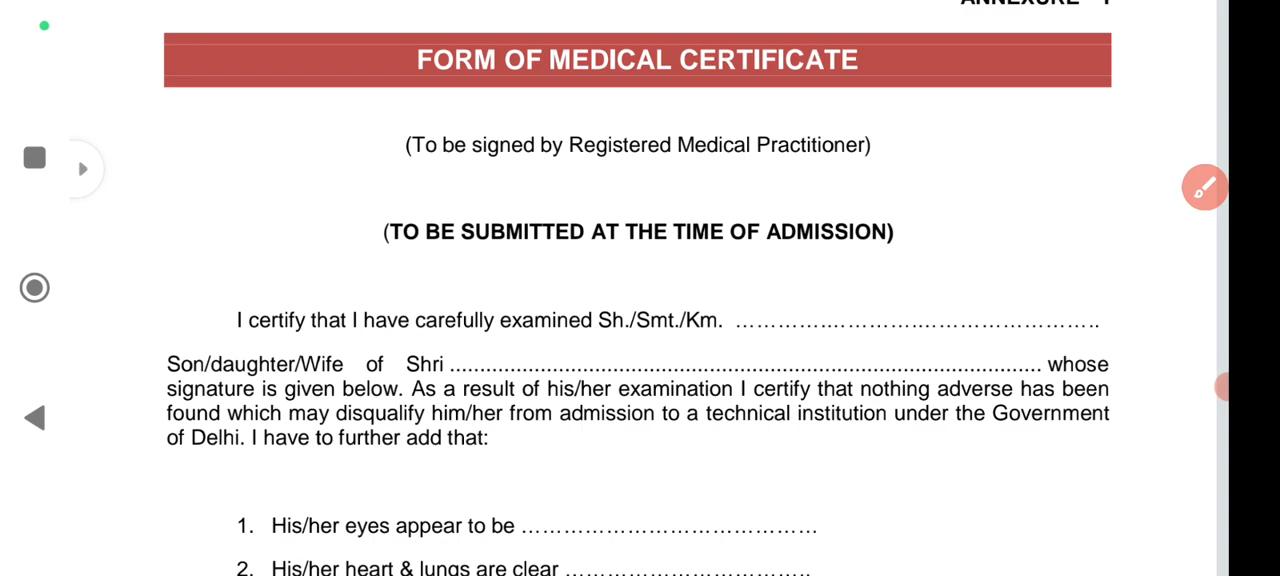 ANNEXURE - I
FORM OF MEDICAL CERTIFICATE
(To be signed by Registered Medical Practitioner)
(TO BE SUBMITTED AT THE TIME OF ADMISSION)
I certify that I have carefully examined Sh./Smt./Km. …………....…………...……………………..
Son/daughter/Wife of Shri ..................................................................................................... whose
signature is given below. As a result of his/her examination I certify that nothing adverse has been
found which may disqualify him/her from admission to a technical institution under the Government
of Delhi. I have to further add that:
1. His/her eyes appear to be ……………………………………
2. His/her heart & lungs are clear ……………………………..